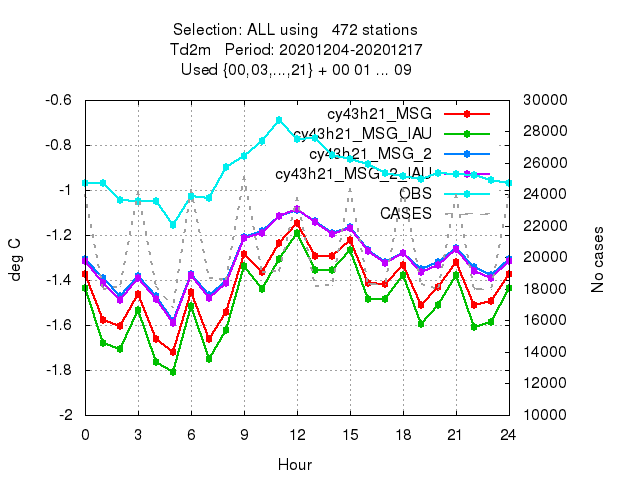 Selection: ALL using   472 stations
Td2m   Period: 20201204-20201217
Used {00,03,...,21} + 00 01 ... 09
-0.6
-0.8
-1
-1.2
-1.4
-1.6
-1.8
-2
deg C
cy43h21_MSG
cy43h21_MSG_IAU
cy43h21_MSG_2
cy43h21_MSG_2_IAU
OBS
CASES
30000
28000
26000
24000
22000
20000
18000
16000
14000
12000
10000
No cases
0 3 6 9 12 15 18 21 24
Hour